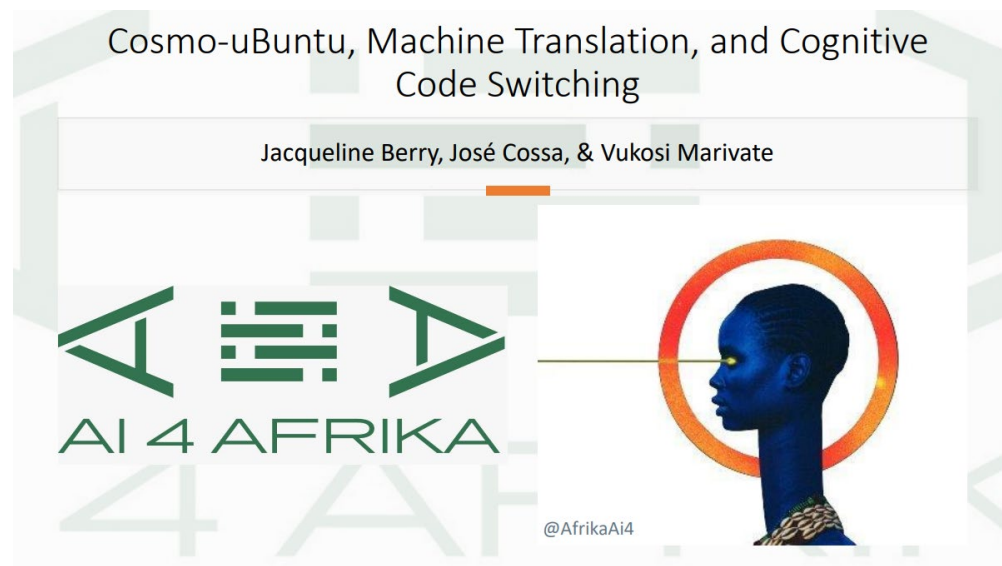 Cosmo-uBuntu, Machine Translation, and Cognitive
Code Switching
Jacqueline Berry, José Cossa, & Vukosi Marivate
AI 4 AFRIKA
@AfrikaAi4